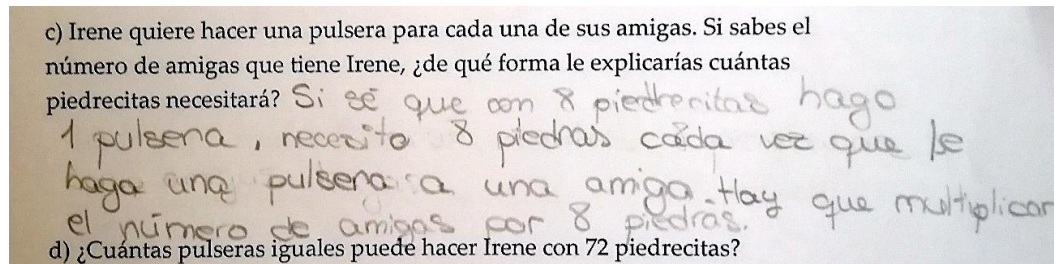 c) Irene quiere hacer una pulsera para cada una de sus amigas. Si sabes el
número de amigas que tiene Irene, ¿de qué forma le explicarías cuántas
piedrecitas necesitará? Si sé que con 8 piedrecitas hago
1 pulsera, necesito 8 piedras cada vez que le
haga una pulsera a una amiga. Hay que multiplicar
el número de amigas por 8 piedras.
d) ¿Cuántas pulseras iguales puede hacer Irene con 72 piedrecitas?